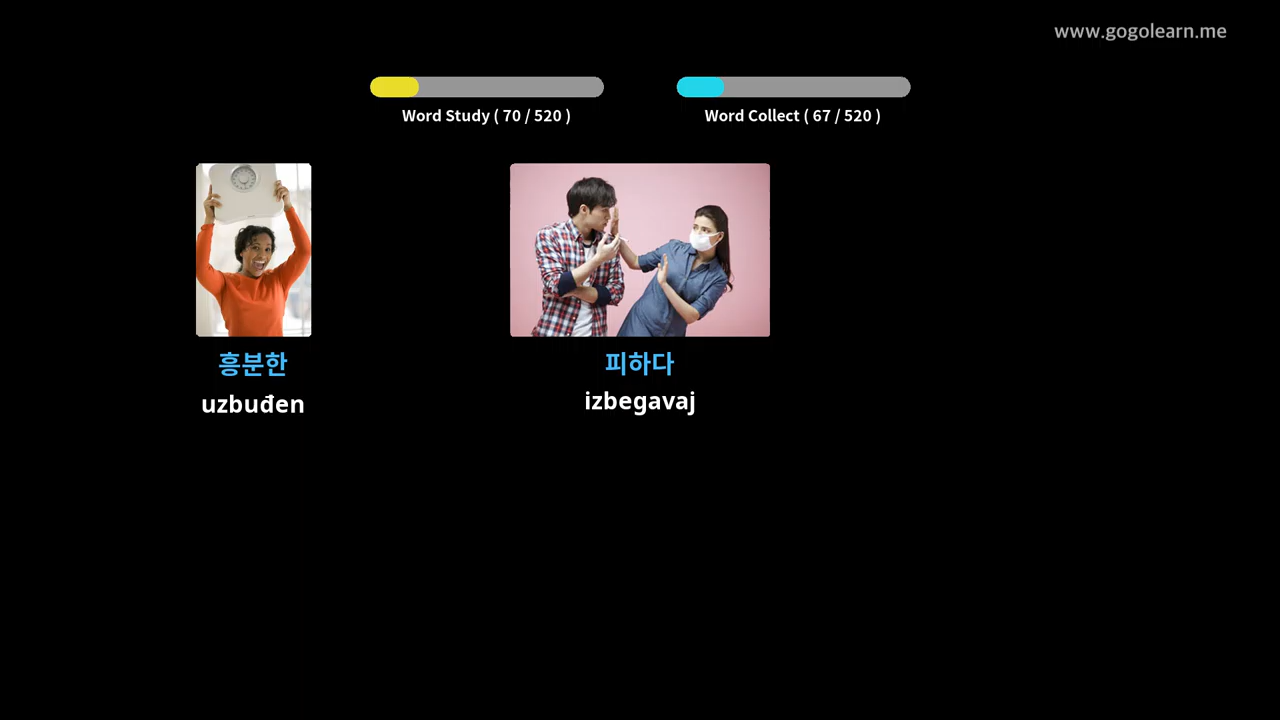 www.gogolearn.me
Word Study ( 70 / 520 )
Word Collect ( 67 / 520 )
흥분한
uzbuđen
피하다
izbegavaj